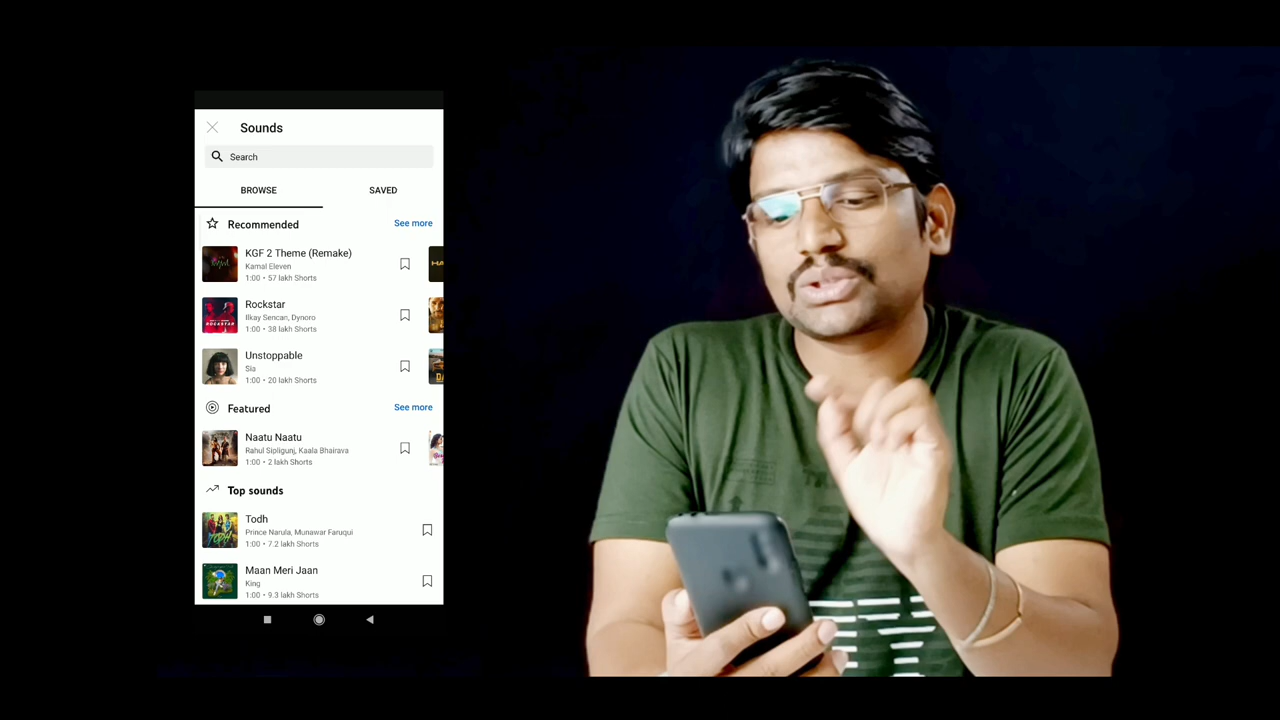 Sounds
Search
BROWSE
SAVED
Recommended
See more
KGF 2 Theme (Remake)
Kamal Eleven
1:00 • 57 lakh Shorts
Rockstar
Ilkay Sencan, Dynoro
1:00 • 38 lakh Shorts
ROCKSTAR
Unstoppable
Sia
1:00 • 20 lakh Shorts
Featured
See more
Naatu Naatu
Rahul Sipligunj, Kaala Bhairava
1:00 • 2 lakh Shorts
Top sounds
Todh
Prince Narula, Munawar Faruqui
1:00 • 7.2 lakh Shorts
TODH
Maan Meri Jaan
King
1:00 • 9.3 lakh Shorts